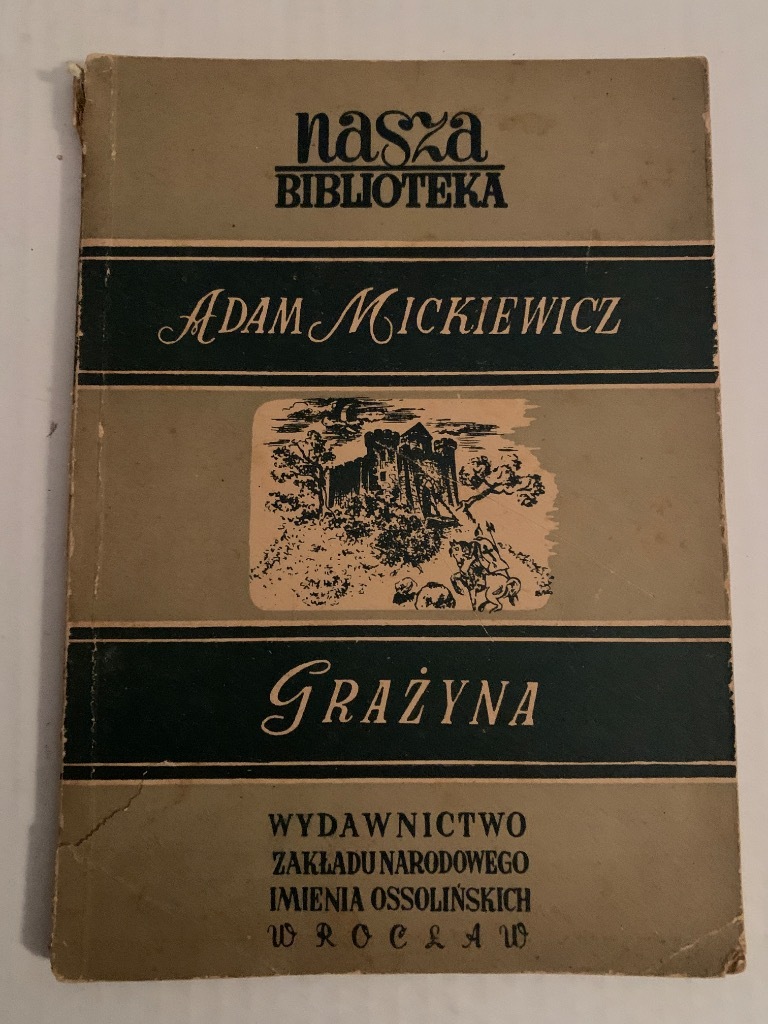 nasza
BIBLIOTEKA
ADAM MICKIEWICZ
GRAŻYNA
WYDAWNICTWO
ZAKŁADU NARODOWEGO
IMIENIA OSSOLIŃSKICH
WROCŁAW